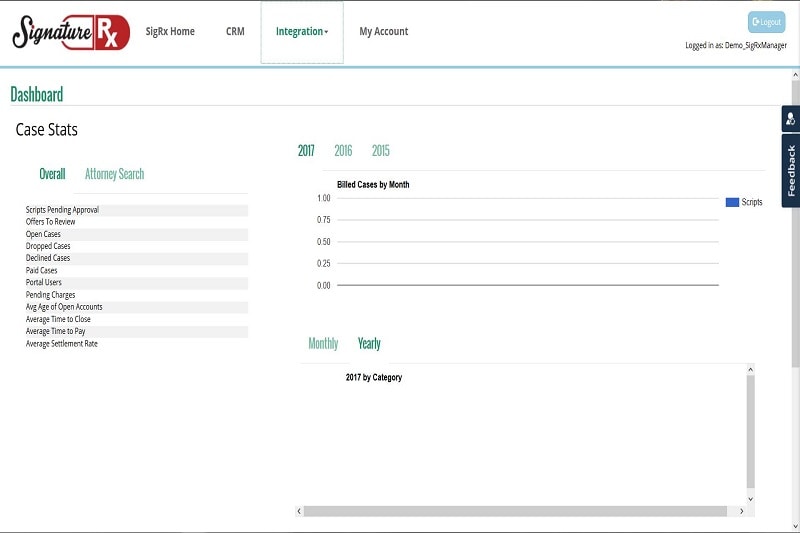 Signature Rx
SigRx Home
CRM
Integration
My Account
Logout
Logged in as: Demo_SigRxManager
Dashboard
Feedback
Case Stats
Overall
Attorney Search
Scripts Pending Approval
Offers To Review
Open Cases
Dropped Cases
Declined Cases
Paid Cases
Portal Users
Pending Charges
Avg Age of Open Accounts
Average Time to Close
Average Time to Pay
Average Settlement Rate
2017
2016
2015
Billed Cases by Month
1.00
0.75
0.50
0.25
0.00
Scripts
Monthly
Yearly
2017 by Category